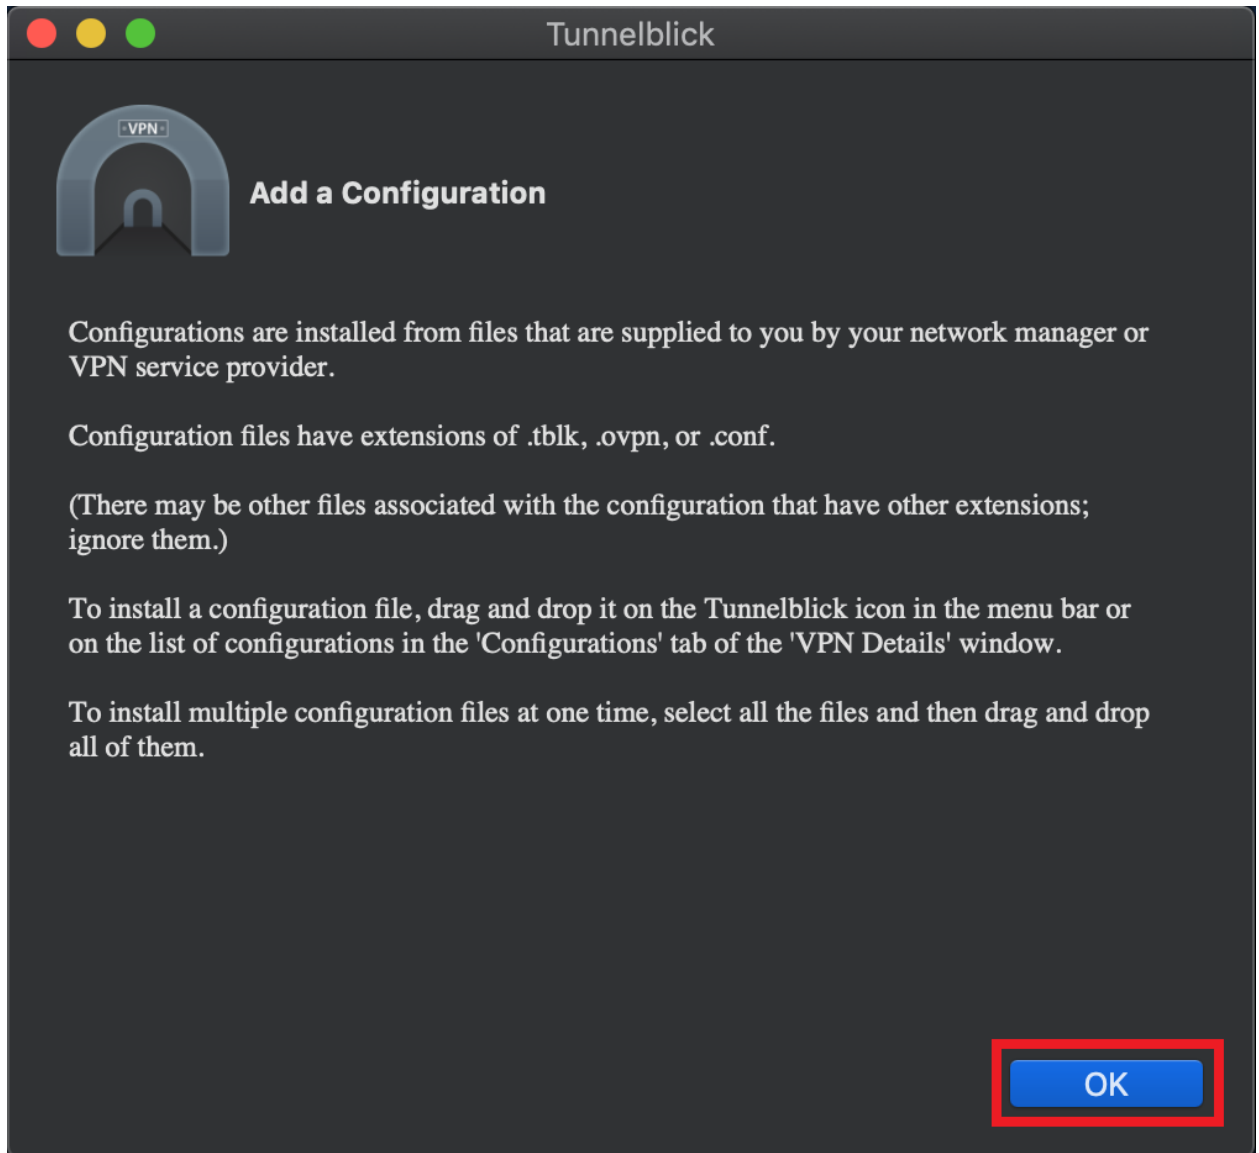 Tunnelblick
VPN
Add a Configuration
Configurations are installed from files that are supplied to you by your network manager or
VPN service provider.
Configuration files have extensions of .tblk, .ovpn, or .conf.
(There may be other files associated with the configuration that have other extensions;
ignore them.)
To install a configuration file, drag and drop it on the Tunnelblick icon in the menu bar or
on the list of configurations in the 'Configurations' tab of the 'VPN Details' window.
To install multiple configuration files at one time, select all the files and then drag and drop
all of them.
OK